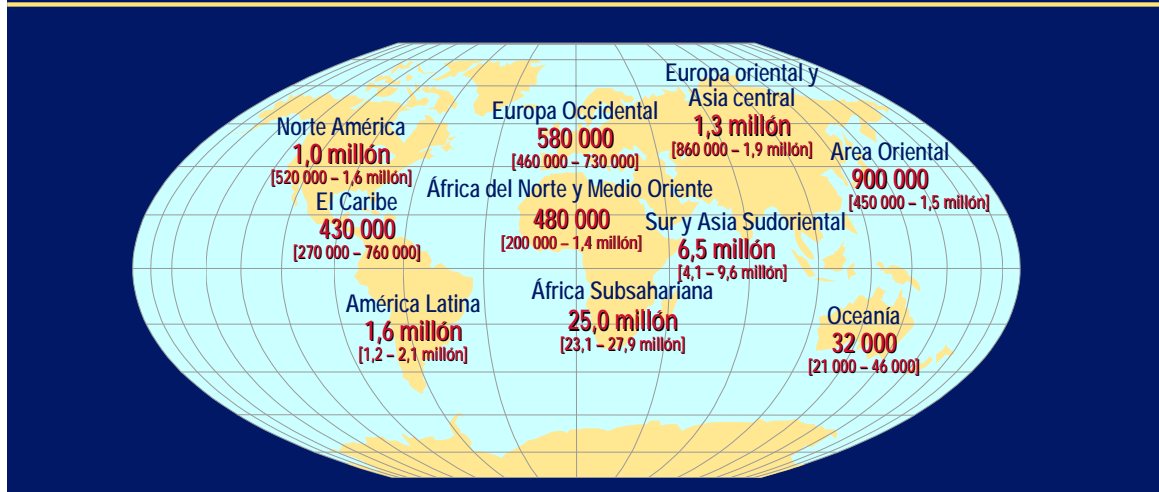 Norte América
1,0 millón
[520 000 – 1,6 millón]
El Caribe
430 000
[270 000 – 760 000]
América Latina
1,6 millón
[1,2 – 2,1 millón]
Europa Occidental
580 000
[460 000 – 730 000]
África del Norte y Medio Oriente
480 000
[200 000 – 1,4 millón]
África Subsahariana
25,0 millón
[23,1 – 27,9 millón]
Europa oriental y
Asia central
1,3 millón
[860 000 – 1,9 millón]
Area Oriental
900 000
[450 000 – 1,5 millón]
Sur y Asia Sudoriental
6,5 millón
[4,1 – 9,6 millón]
Oceanía
32 000
[21 000 – 46 000]